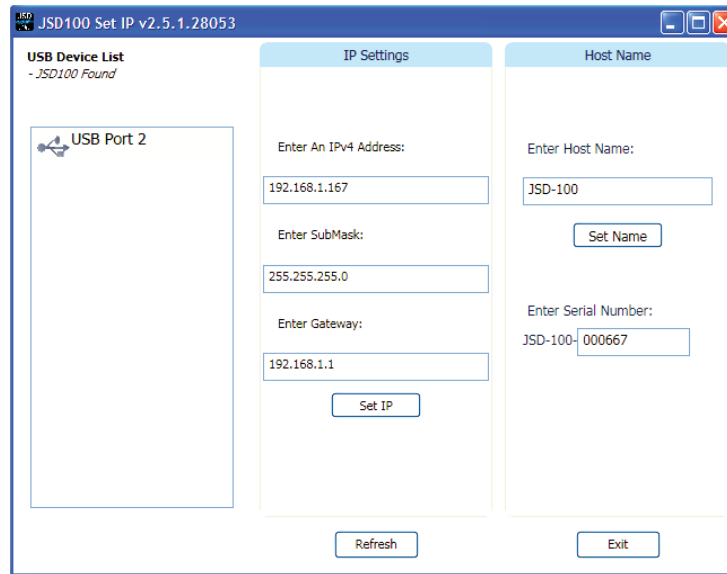 JSD100 Set IP v2.5.1.28053
USB Device List
- JSD100 Found
USB Port 2
IP Settings
Enter An IPv4 Address:
192.168.1.167
Enter SubMask:
255.255.255.0
Enter Gateway:
192.168.1.1
Set IP
Refresh
Host Name
Enter Host Name:
JSD-100
Set Name
Enter Serial Number:
JSD-100- 000667
Exit